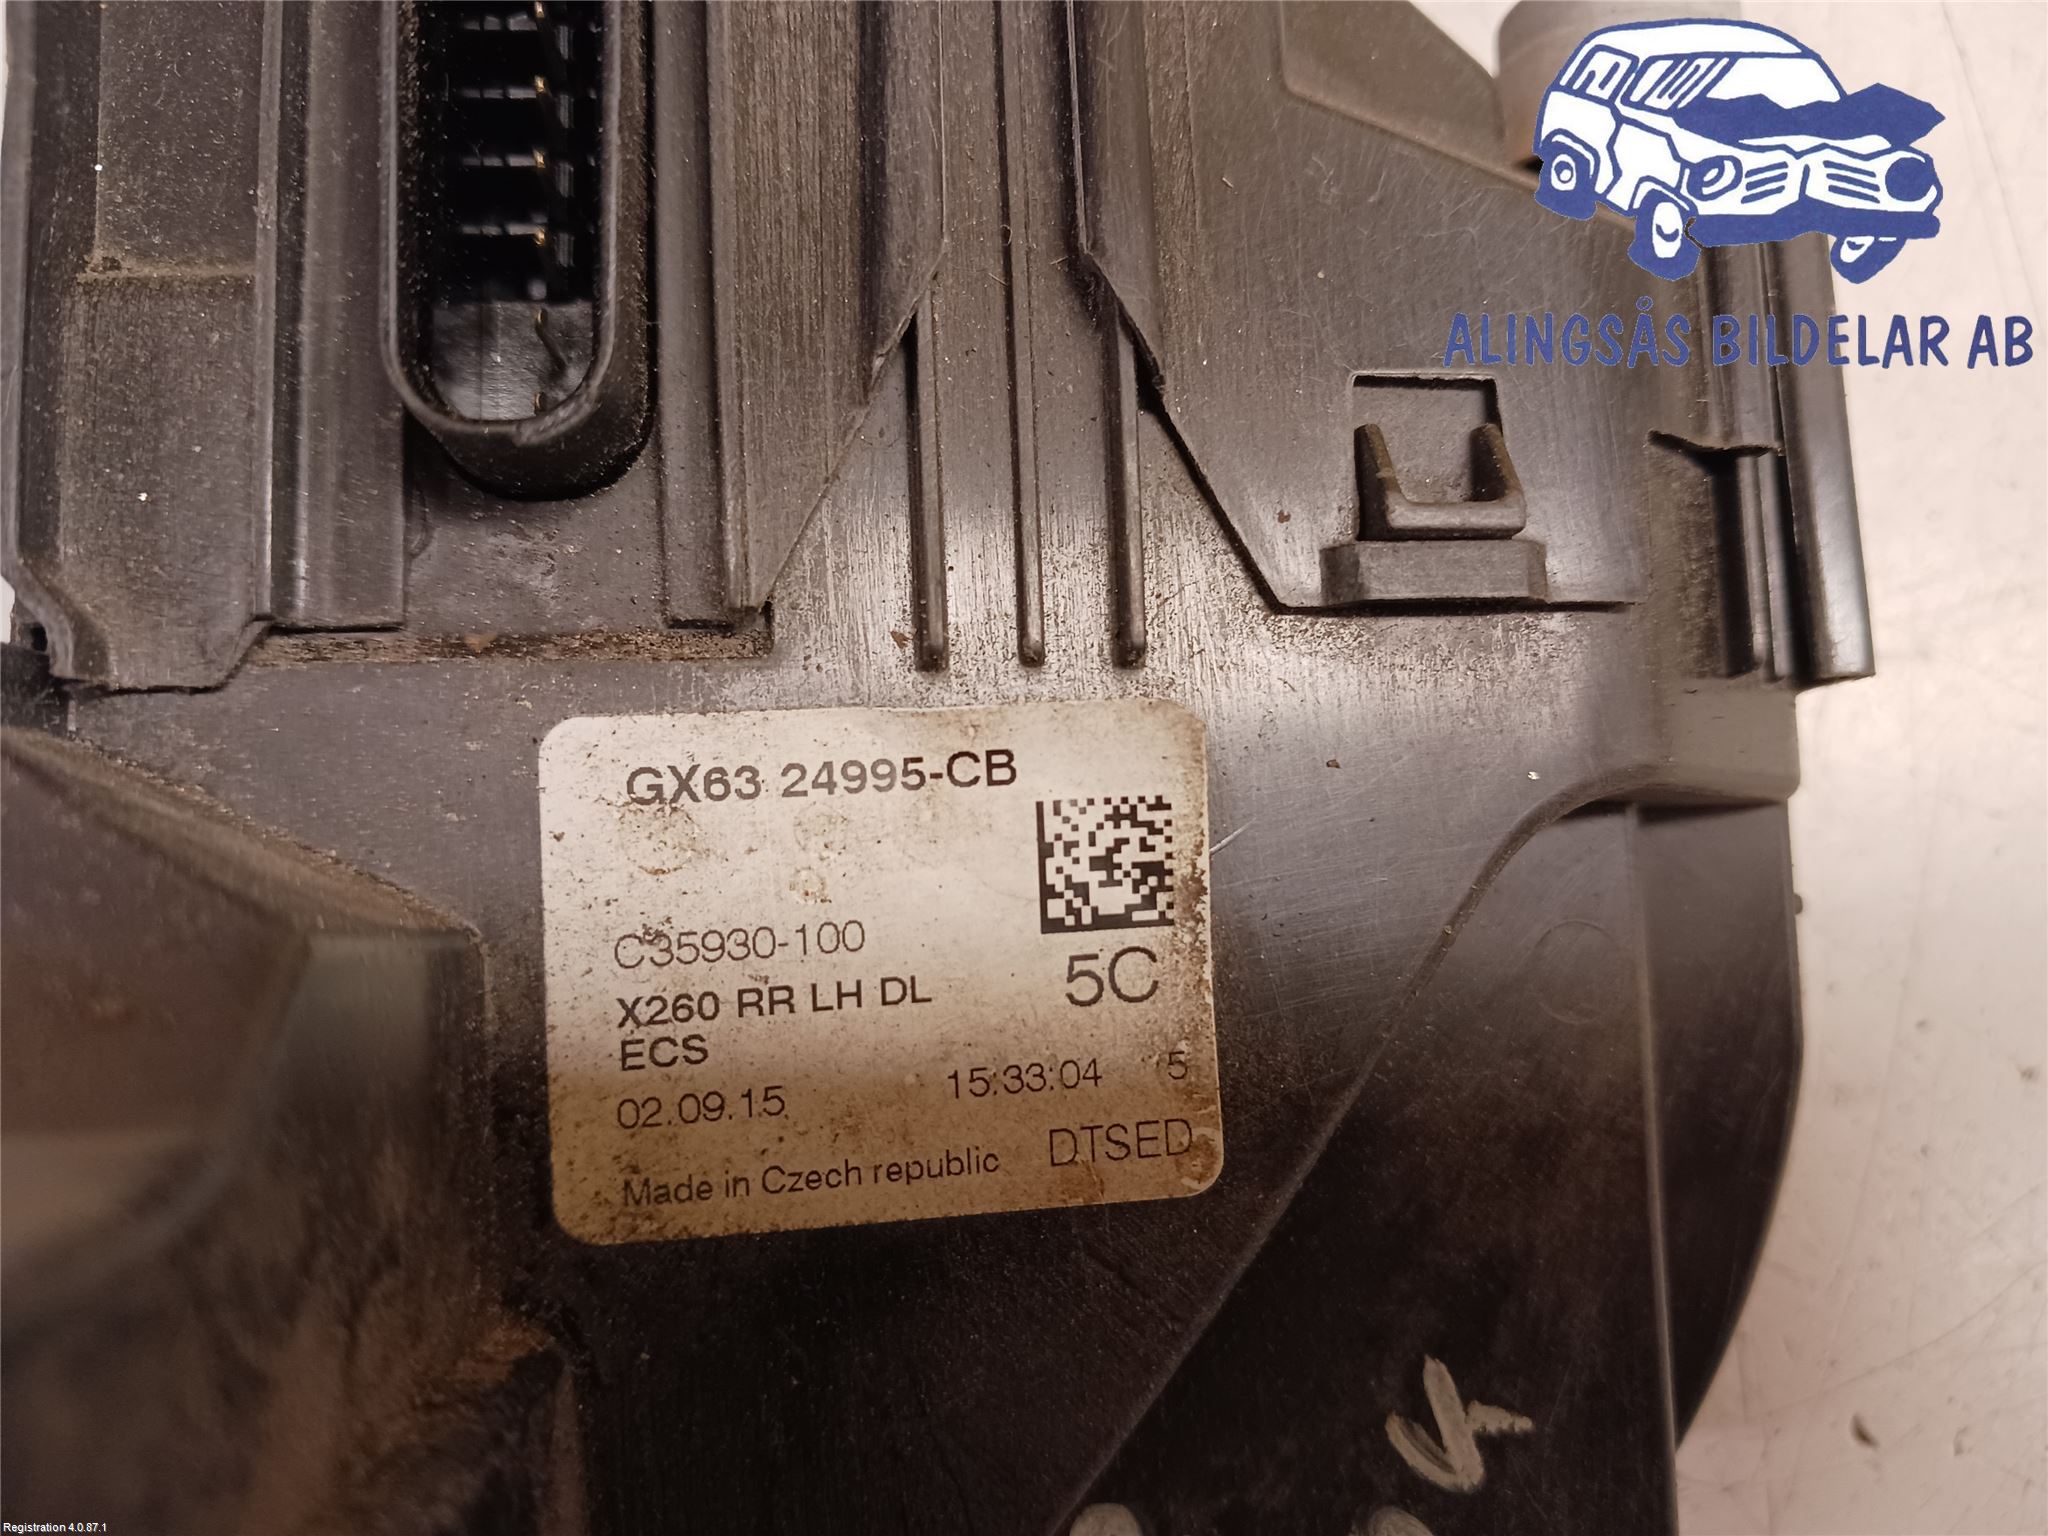 ALINGSÅS BILDELAR AB
GX63 24995-CB
C35930-100
5C
X260 RR LH DL
ECS
02.09.15 15:33:04 5
Made in Czech republic DTSED
Registration 4.0.87.1